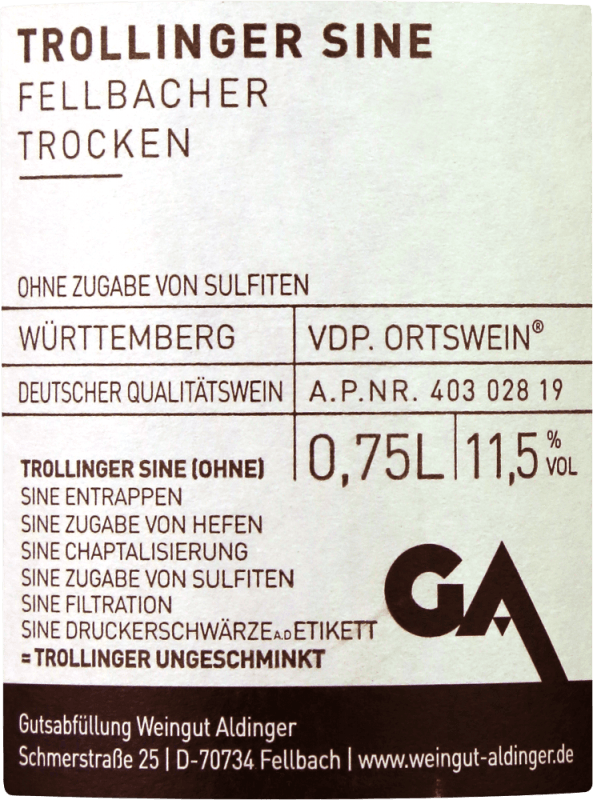 TROLLINGER SINE
FELLBACHER
TROCKEN
OHNE ZUGABE VON SULFITEN
WÜRTTEMBERG
VDP. ORTSWEIN®
DEUTSCHER QUALITÄTSWEIN
A.P.NR. 403 028 19
0,75L
11,5 % VOL
TROLLINGER SINE (OHNE)
SINE ENTRAPPEN
SINE ZUGABE VON HEFEN
SINE CHAPTALISIERUNG
SINE ZUGABE VON SULFITEN
SINE FILTRATION
SINE DRUCKERSCHWÄRZE A.D ETIKETT
= TROLLINGER UNGESCHMINKT
GA
Gutsabfüllung Weingut Aldinger
Schmerstraße 25 | D-70734 Fellbach | www.weingut-aldinger.de